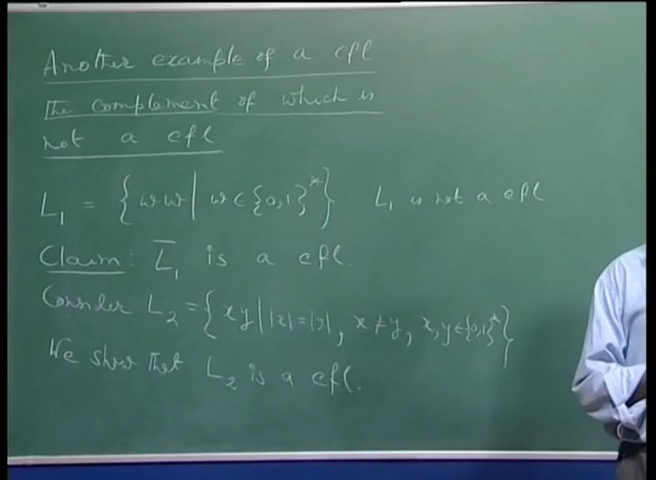 Another example of a cfl
the complement of which is
not a cfl
L₁ = {ww | w ∈ {0,1}*} L₁ is not a cfl
Claim: L̅₁ is a cfl.
Consider L₂ = {xy | |x| = |y|, x ≠ y, x,y ∈ {0,1}*}
We show that L₂ is a cfl.